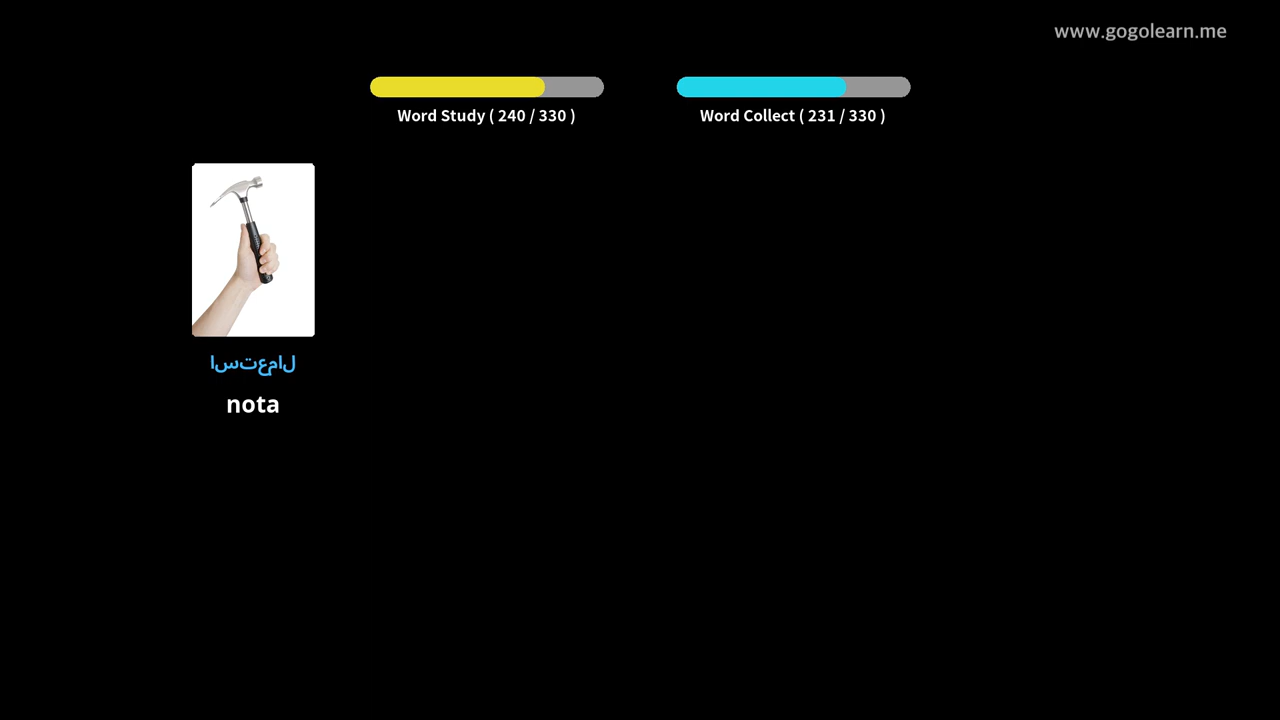 www.gogolearn.me
Word Study ( 240 / 330 )
Word Collect ( 231 / 330 )
استعمال
nota